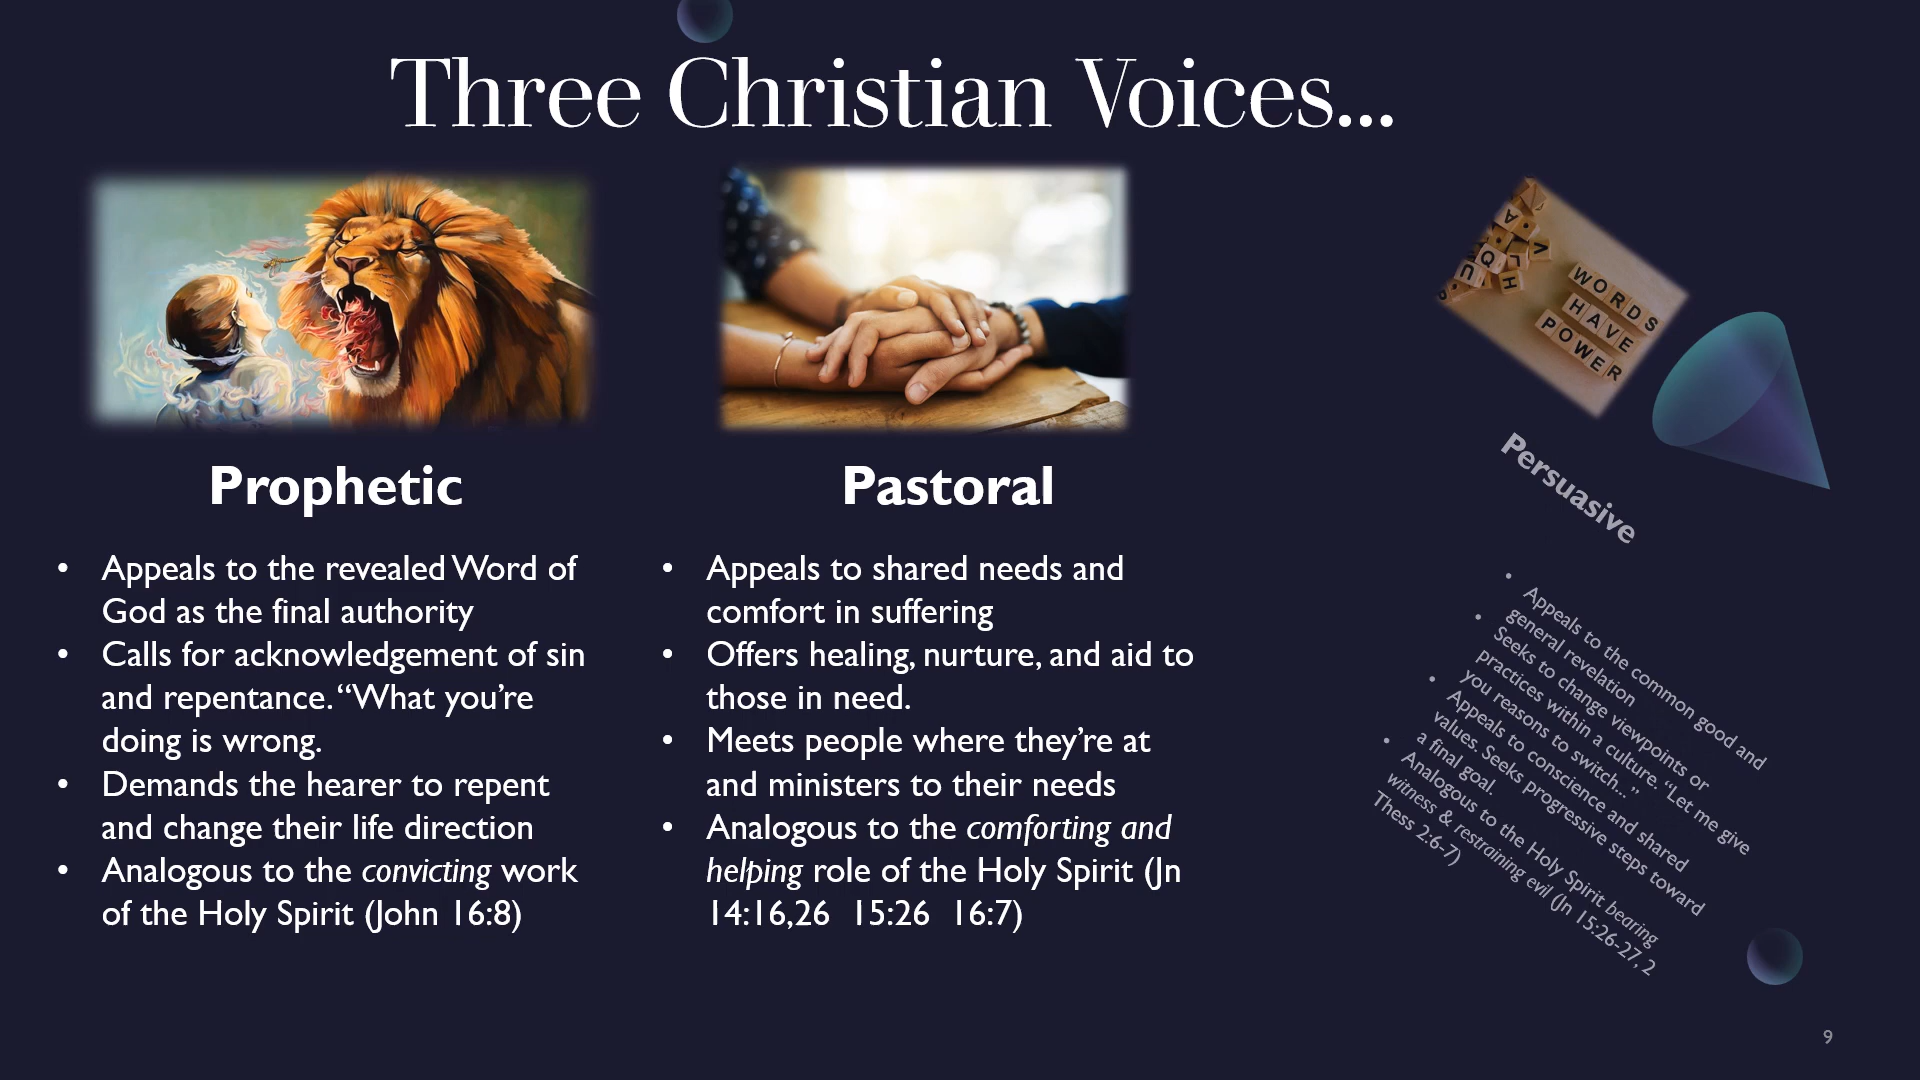 Three Christian Voices...
Prophetic
• Appeals to the revealed Word of
God as the final authority
• Calls for acknowledgement of sin
and repentance. “What you’re
doing is wrong.
• Demands the hearer to repent
and change their life direction
• Analogous to the convicting work
of the Holy Spirit (John 16:8)
Pastoral
• Appeals to shared needs and
comfort in suffering
• Offers healing, nurture, and aid to
those in need.
• Meets people where they’re at
and ministers to their needs
• Analogous to the comforting and
helping role of the Holy Spirit (Jn
14:16,26 15:26 16:7)
WORDS
HAVE
POWER
Persuasive
• Appeals to the common good and
general revelation
• Seeks to change viewpoints or
practices within a culture. “Let me give
you reasons to switch...”
• Appeals to conscience and shared
values. Seeks progressive steps toward
a final goal.
• Analogous to the Holy Spirit bearing
witness & restraining evil (Jn 15:26-27, 2
Thess 2:6-7)
9